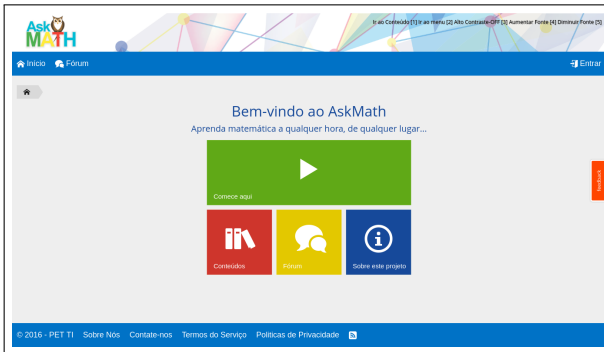 Ask
MATH
Ir ao Conteúdo [1] Ir ao menu [2] Alto Contraste-OFF [3] Aumentar Fonte [4] Diminuir Fonte [5]
Início Fórum Entrar
Bem-vindo ao AskMath
Aprenda matemática a qualquer hora, de qualquer lugar...
feedback
Comece aqui
Conteúdos Fórum Sobre este projeto
© 2016 - PET TI Sobre Nós Contate-nos Termos do Serviço Politicas de Privacidade